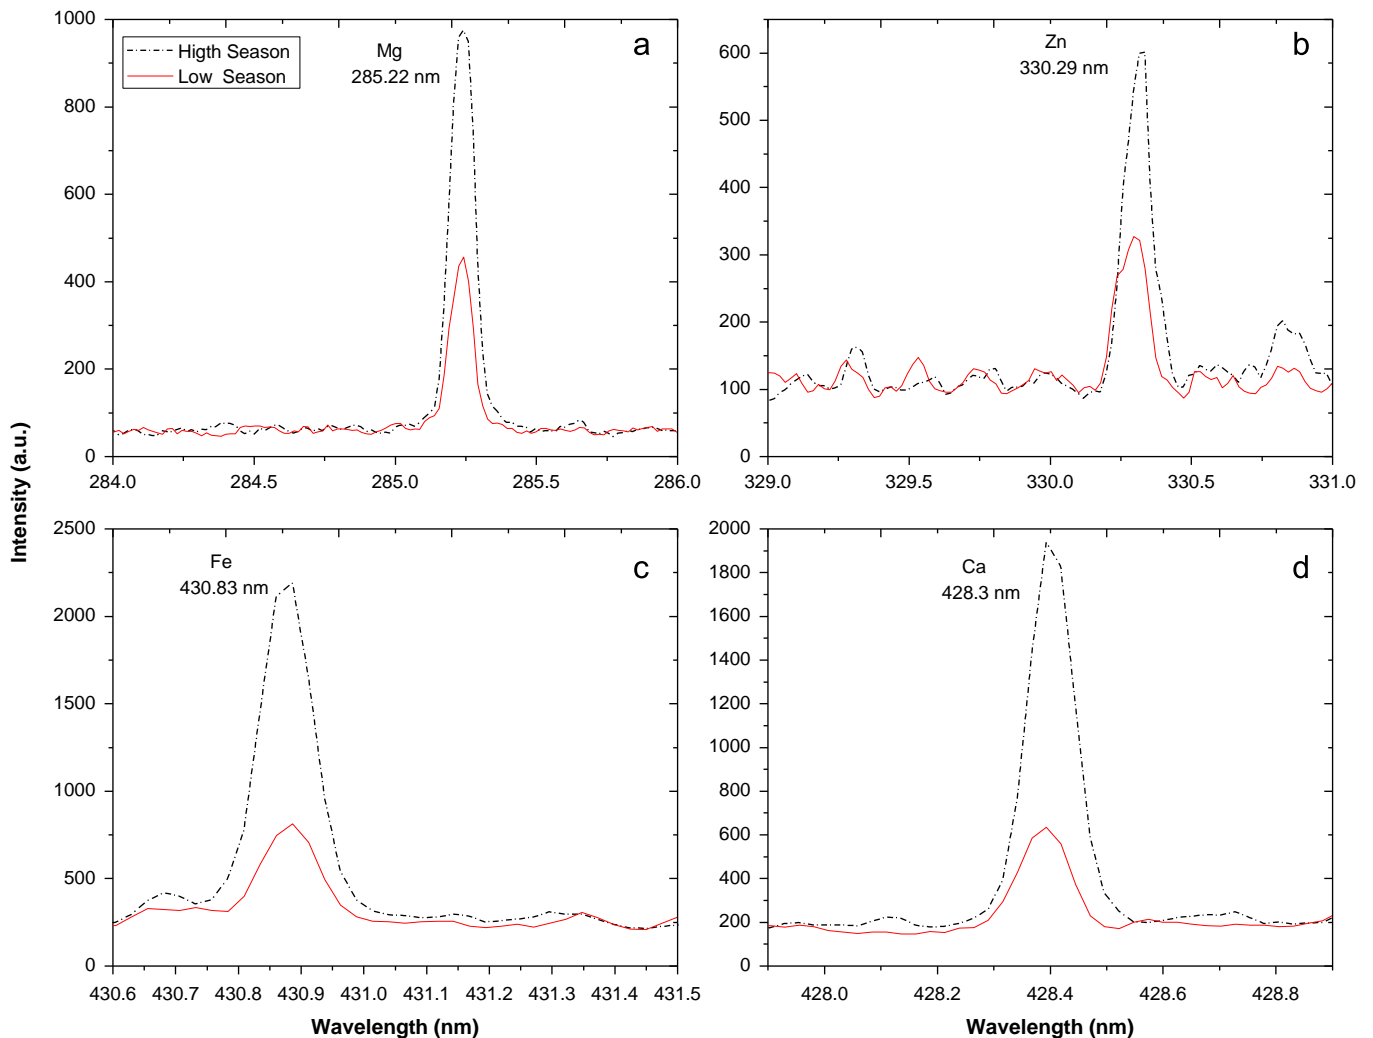 Intensity (a.u.)
1000
800
600
400
200
0
Higth Season
Low Season
Mg
285.22 nm
a
284.0 284.5 285.0 285.5 286.0
600
500
400
300
200
100
0
Zn
330.29 nm
b
329.0 329.5 330.0 330.5 331.0
2500
2000
1500
1000
500
0
Fe
430.83 nm
c
430.6 430.7 430.8 430.9 431.0 431.1 431.2 431.3 431.4 431.5
Wavelength (nm)
2000
1800
1600
1400
1200
1000
800
600
400
200
0
Ca
428.3 nm
d
428.0 428.2 428.4 428.6 428.8
Wavelength (nm)